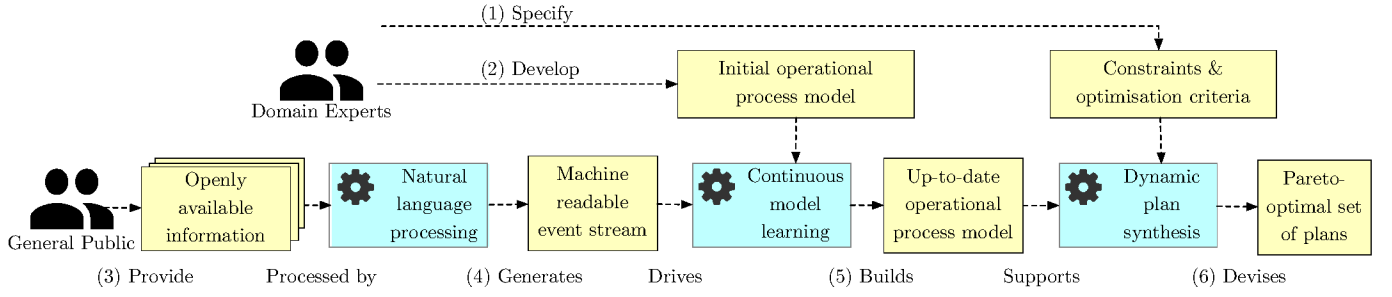 (1) Specify
(2) Develop
Domain Experts
Initial operational
process model
Constraints &
optimisation criteria
General Public
Openly
available
information
Natural
language
processing
Machine
readable
event stream
Continuous
model
learning
Up-to-date
operational
process model
Dynamic
plan
synthesis
Pareto-
optimal set
of plans
(3) Provide
Processed by
(4) Generates
Drives
(5) Builds
Supports
(6) Devises